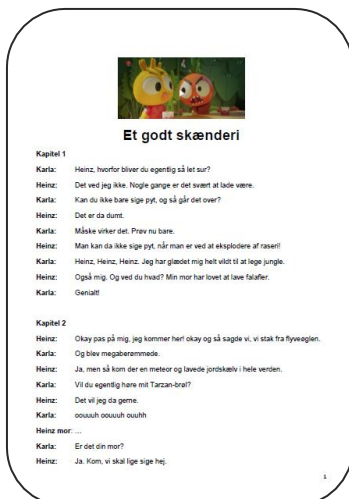 Et godt skænderi
Kapitel 1
Karla: Heinz, hvorfor bliver du egentlig så let sur?
Heinz: Det ved jeg ikke. Nogle gange er det svært at lade være.
Karla: Kan du ikke bare sige pyt, og så går det over?
Heinz: Det er da dumt.
Karla: Måske virker det. Prøv nu bare.
Heinz: Man kan da ikke sige pyt, når man er ved at eksplodere af raseri!
Karla: Heinz, Heinz, Heinz. Jeg har glædet mig helt vildt til at lege jungle.
Heinz: Også mig. Og ved du hvad? Min mor har lovet at lave falafler.
Karla: Genialt!
Kapitel 2
Heinz: Okay pas på mig, jeg kommer her! okay og så sagde vi, vi stak fra flyveøglen.
Karla: Og blev megaberømmede.
Heinz: Ja, men så kom der en meteor og lavede jordskælv i hele verden.
Karla: Vil du egentlig høre mit Tarzan-brøl?
Heinz: Det vil jeg da gerne.
Karla: oouuuh oouuuh ouuhh
Heinz mor: ...
Karla: Er det din mor?
Heinz: Ja. Kom, vi skal lige sige hej.
1